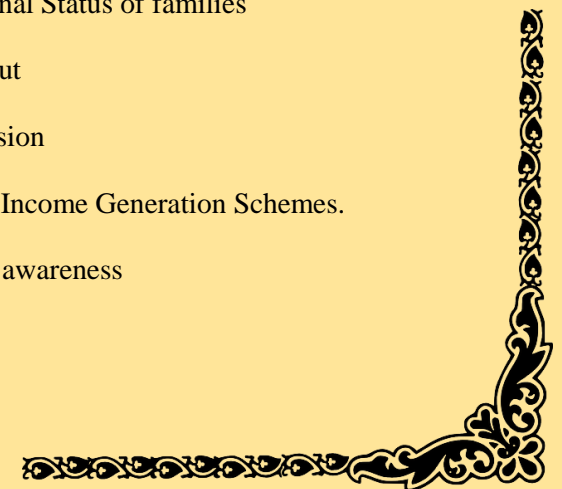 nal Status of families
ut
sion
Income Generation Schemes.
awareness